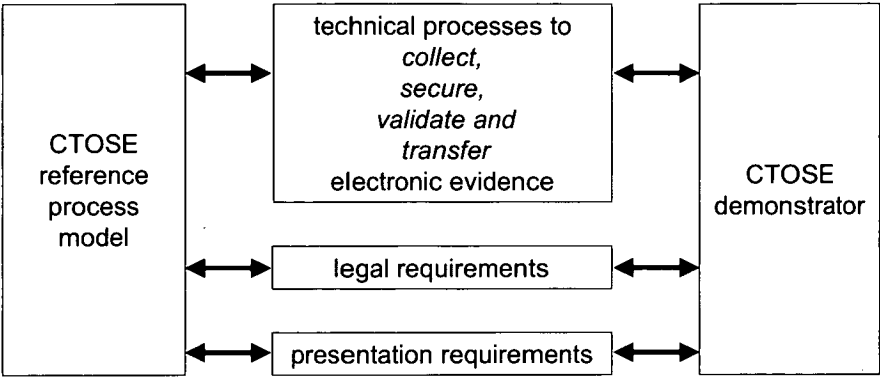 CTOSE
reference
process
model
technical processes to
collect,
secure,
validate and
transfer
electronic evidence
legal requirements
presentation requirements
CTOSE
demonstrator